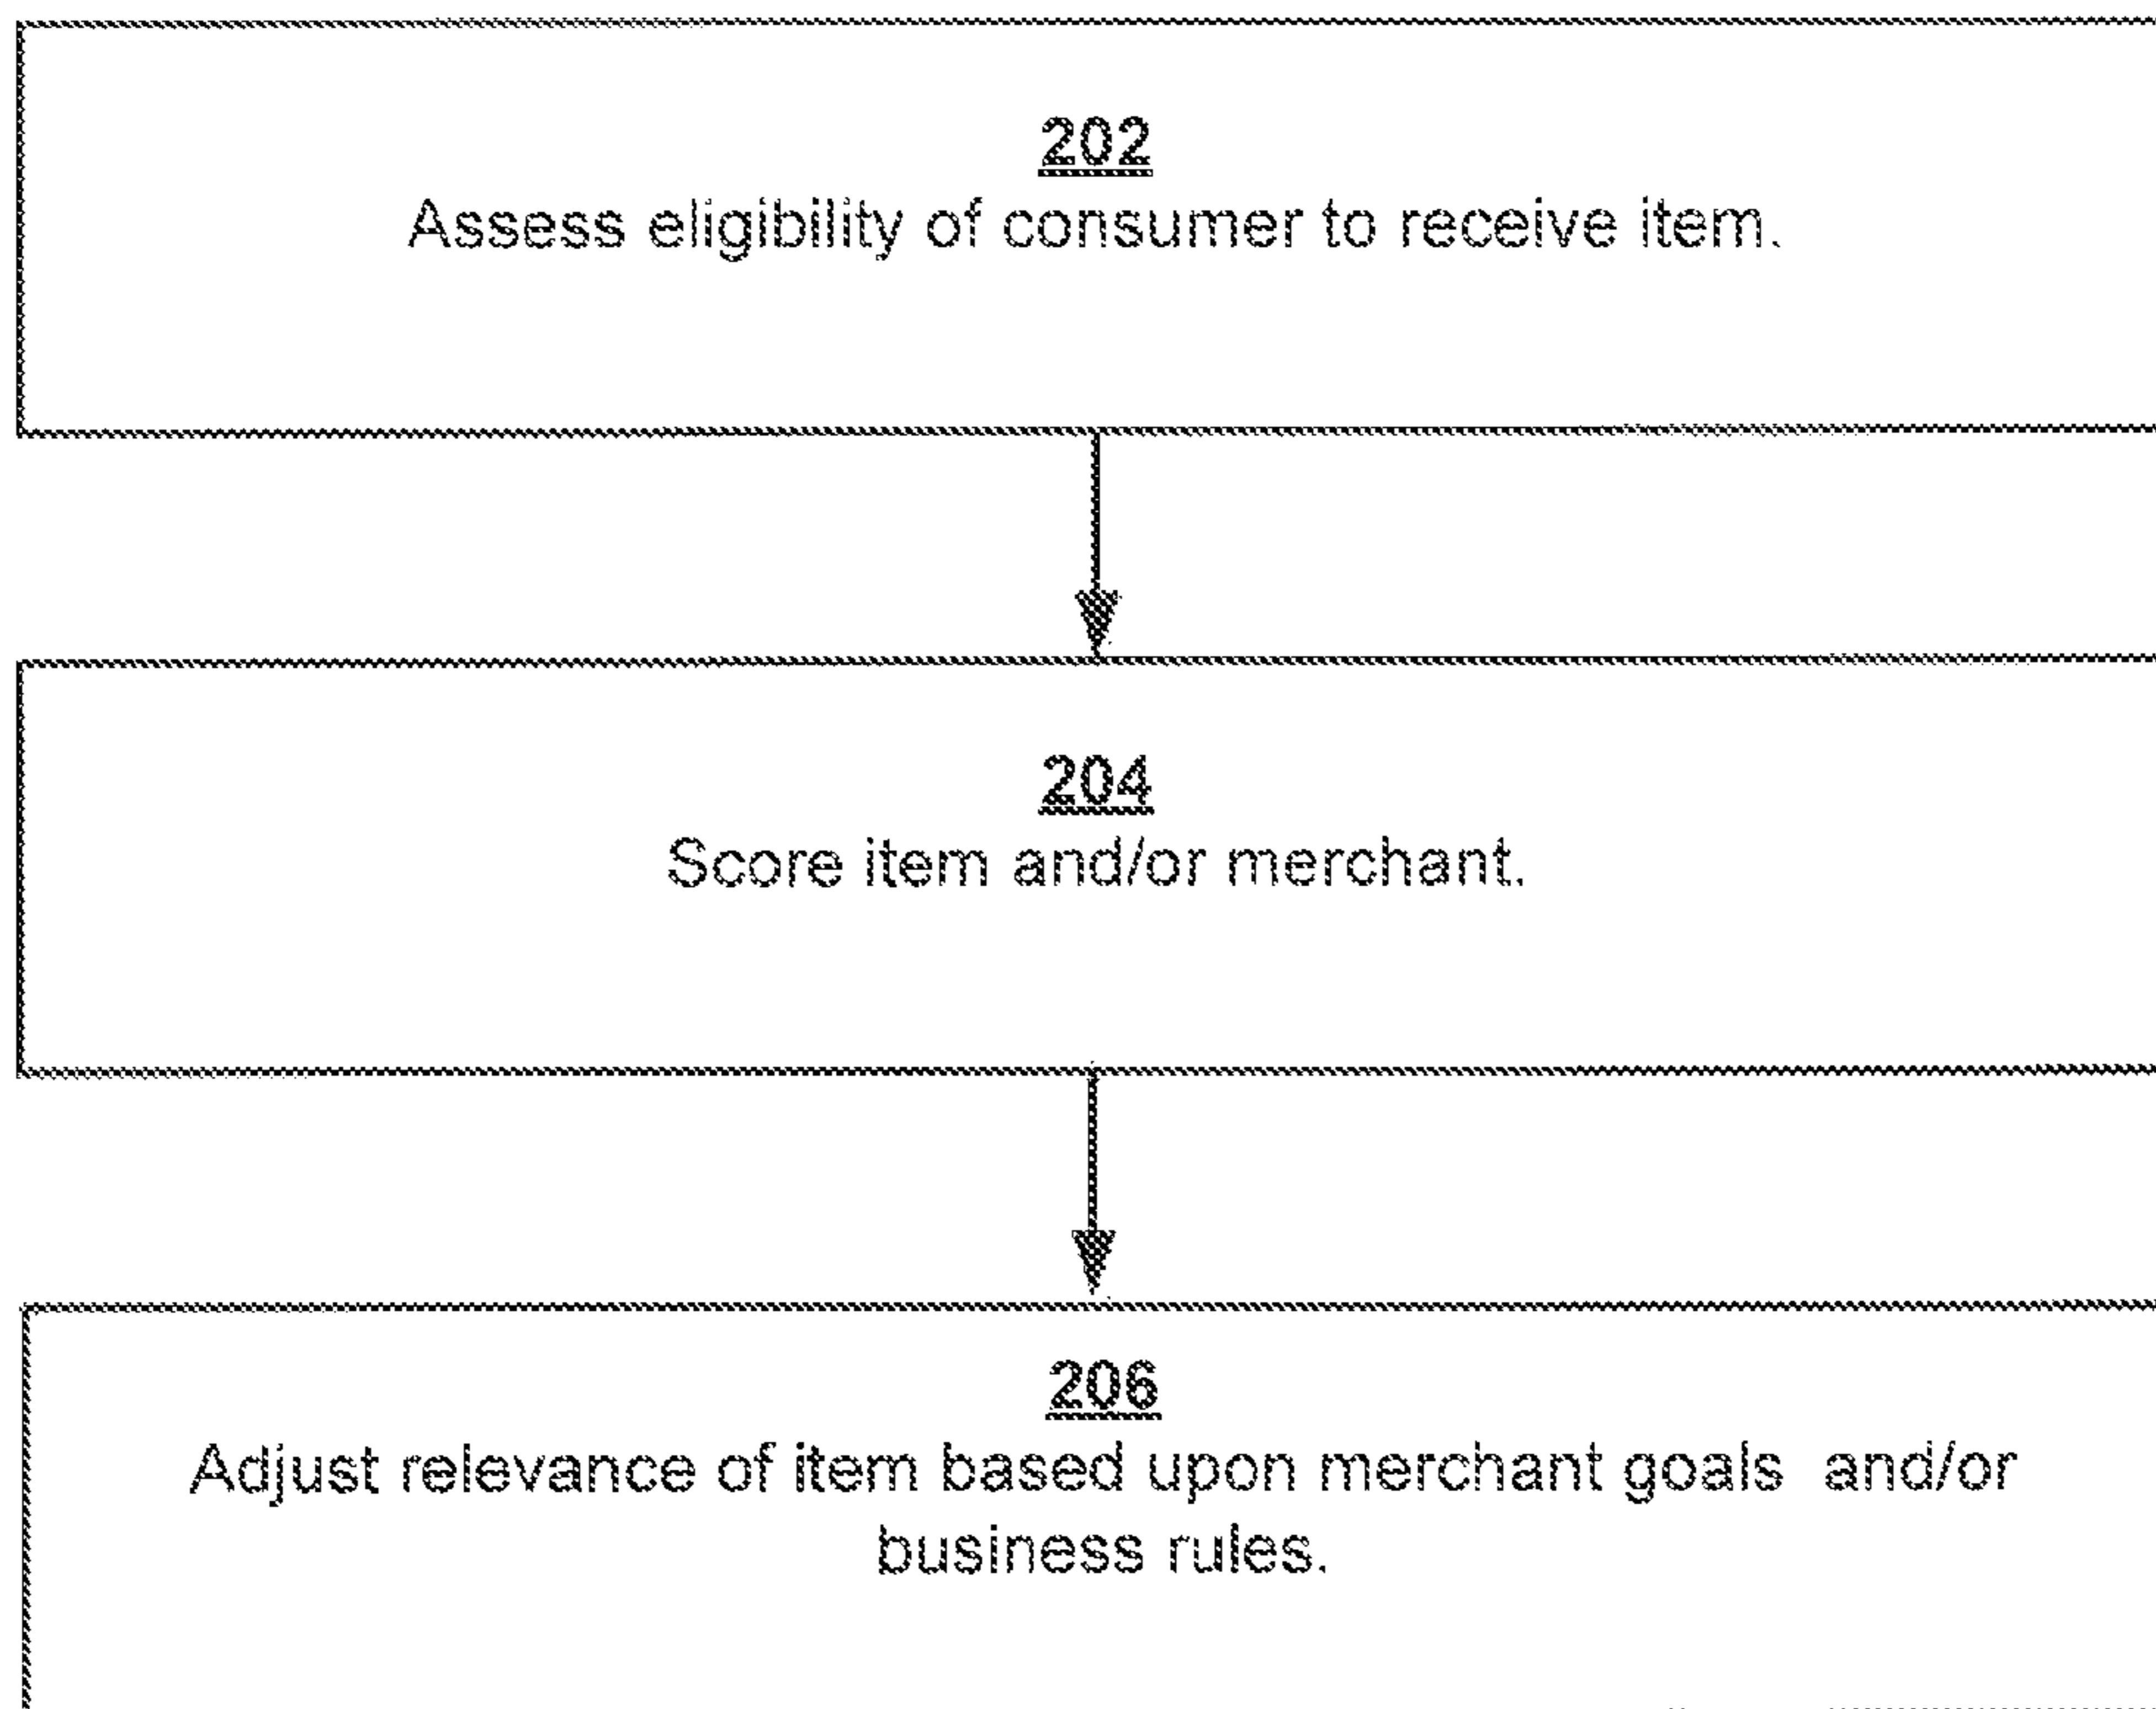 202
Assess eligibility of consumer to receive item.
204
Score item and/or merchant.
206
Adjust relevance of item based upon merchant goals and/or
business rules.